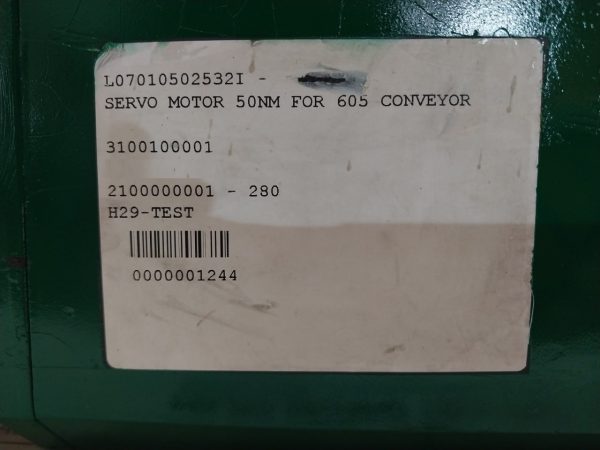 L07010502532I -
SERVO MOTOR 50NM FOR 605 CONVEYOR
3100100001
2100000001 - 280
H29-TEST
0000001244